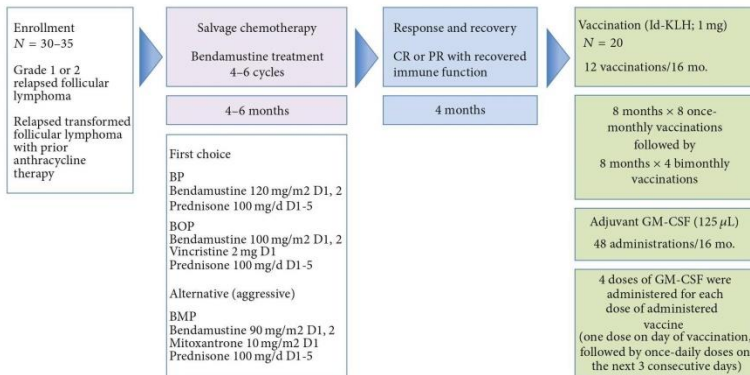 Enrollment
N = 30–35
Grade 1 or 2
relapsed follicular
lymphoma
Relapsed transformed
follicular lymphoma
with prior
anthracycline
therapy
Salvage chemotherapy
Bendamustine treatment
4–6 cycles
4–6 months
First choice
BP
Bendamustine 120 mg/m2 D1, 2
Prednisone 100 mg/d D1-5
BOP
Bendamustine 100 mg/m2 D1, 2
Vincristine 2 mg D1
Prednisone 100 mg/d D1-5
Alternative (aggressive)
BMP
Bendamustine 90 mg/m2 D1, 2
Mitoxantrone 10 mg/m2 D1
Prednisone 100 mg/d D1-5
Response and recovery
CR or PR with recovered
immune function
4 months
Vaccination (Id-KLH; 1 mg)
N = 20
12 vaccinations/16 mo.
8 months × 8 once-
monthly vaccinations
followed by
8 months × 4 bimonthly
vaccinations
Adjuvant GM-CSF (125 μL)
48 administrations/16 mo.
4 doses of GM-CSF were
administered for each
dose of administered
vaccine
(one dose on day of vaccination,
followed by once-daily doses on
the next 3 consecutive days)